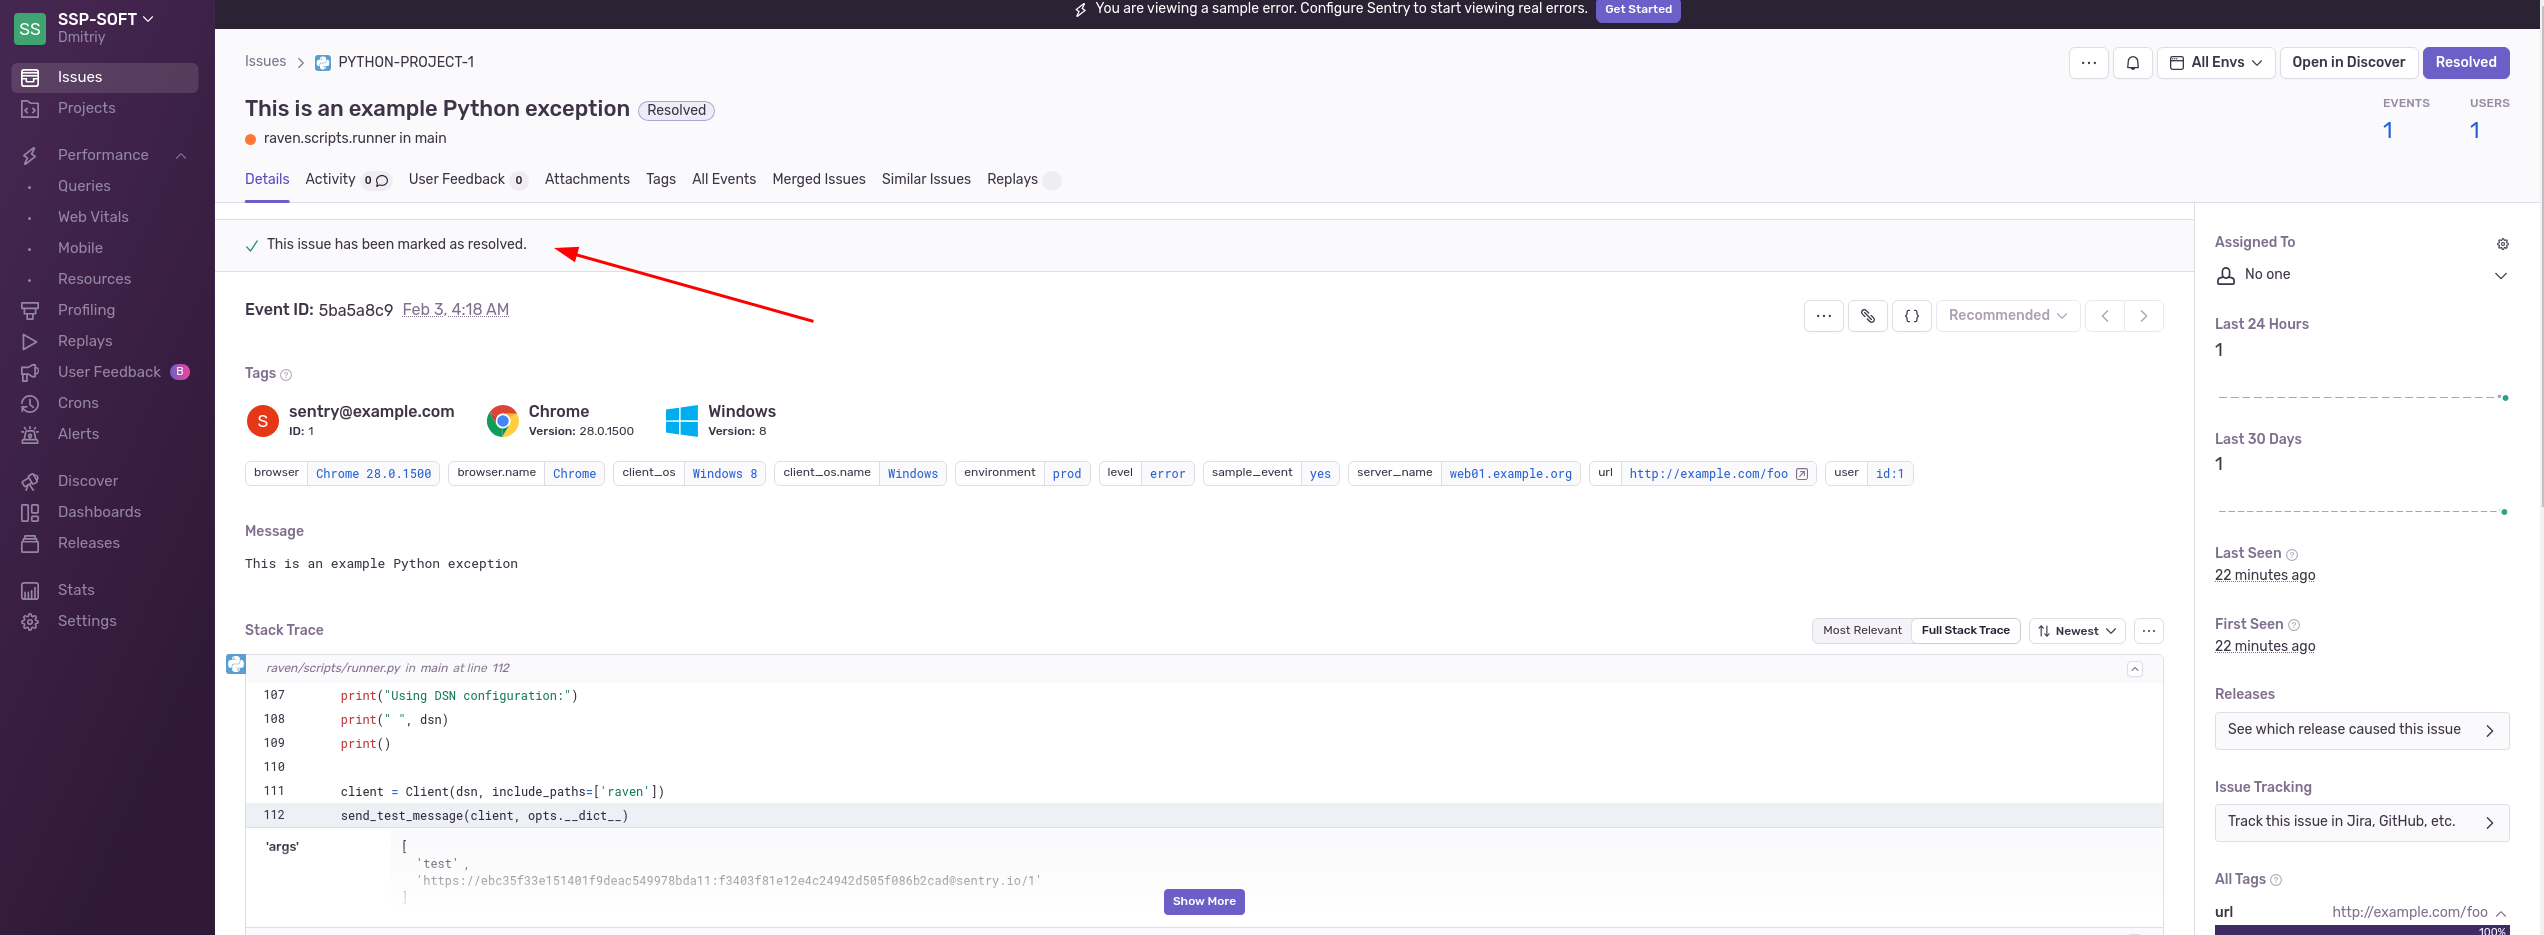 SS
SSP-SOFT
Dmitriy
Issues
Projects
Performance
Queries
Web Vitals
Mobile
Resources
Profiling
Replays
User Feedback B
Crons
Alerts
Discover
Dashboards
Releases
Stats
Settings
You are viewing a sample error. Configure Sentry to start viewing real errors. Get Started
Issues > PYTHON-PROJECT-1
All Envs Open in Discover Resolved
This is an example Python exception Resolved
raven.scripts.runner in main
EVENTS USERS
1 1
Details Activity 0 User Feedback 0 Attachments Tags All Events Merged Issues Similar Issues Replays
This issue has been marked as resolved.
Event ID: 5ba5a8c9 Feb 3, 4:18 AM
{} Recommended
Tags ?
S sentry@example.com
ID: 1
Chrome
Version: 28.0.1500
Windows
Version: 8
browser Chrome 28.0.1500 browser.name Chrome client_os Windows 8 client_os.name Windows environment prod level error sample_event yes server_name web01.example.org url http://example.com/foo user id:1
Message
This is an example Python exception
Stack Trace
Most Relevant Full Stack Trace Newest
raven/scripts/runner.py in main at line 112
107 print("Using DSN configuration:")
108 print(" ", dsn)
109 print()
110
111 client = Client(dsn, include_paths=['raven'])
112 send_test_message(client, opts.__dict__)
'args' [
'test',
'https://ebc35f33e151401f9deac549978bda11:f3403f81e12e4c24942d505f086b2cad@sentry.io/1'
]
Show More
Assigned To
No one
Last 24 Hours
1
Last 30 Days
1
Last Seen ?
22 minutes ago
First Seen ?
22 minutes ago
Releases
See which release caused this issue
Issue Tracking
Track this issue in Jira, GitHub, etc.
All Tags ?
url http://example.com/foo
100%